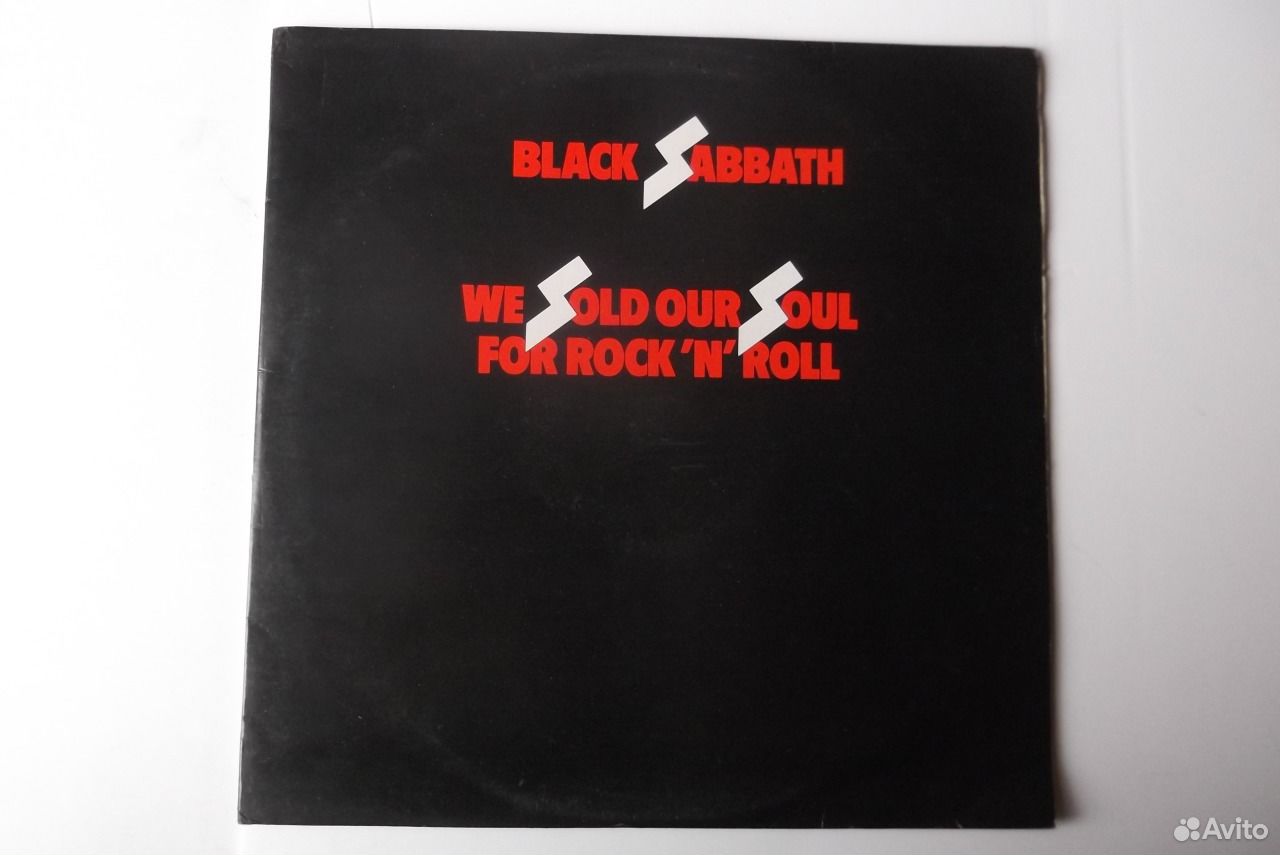 BLACK SABBATH
WE SOLD OUR SOUL
FOR ROCK 'N' ROLL
Avito